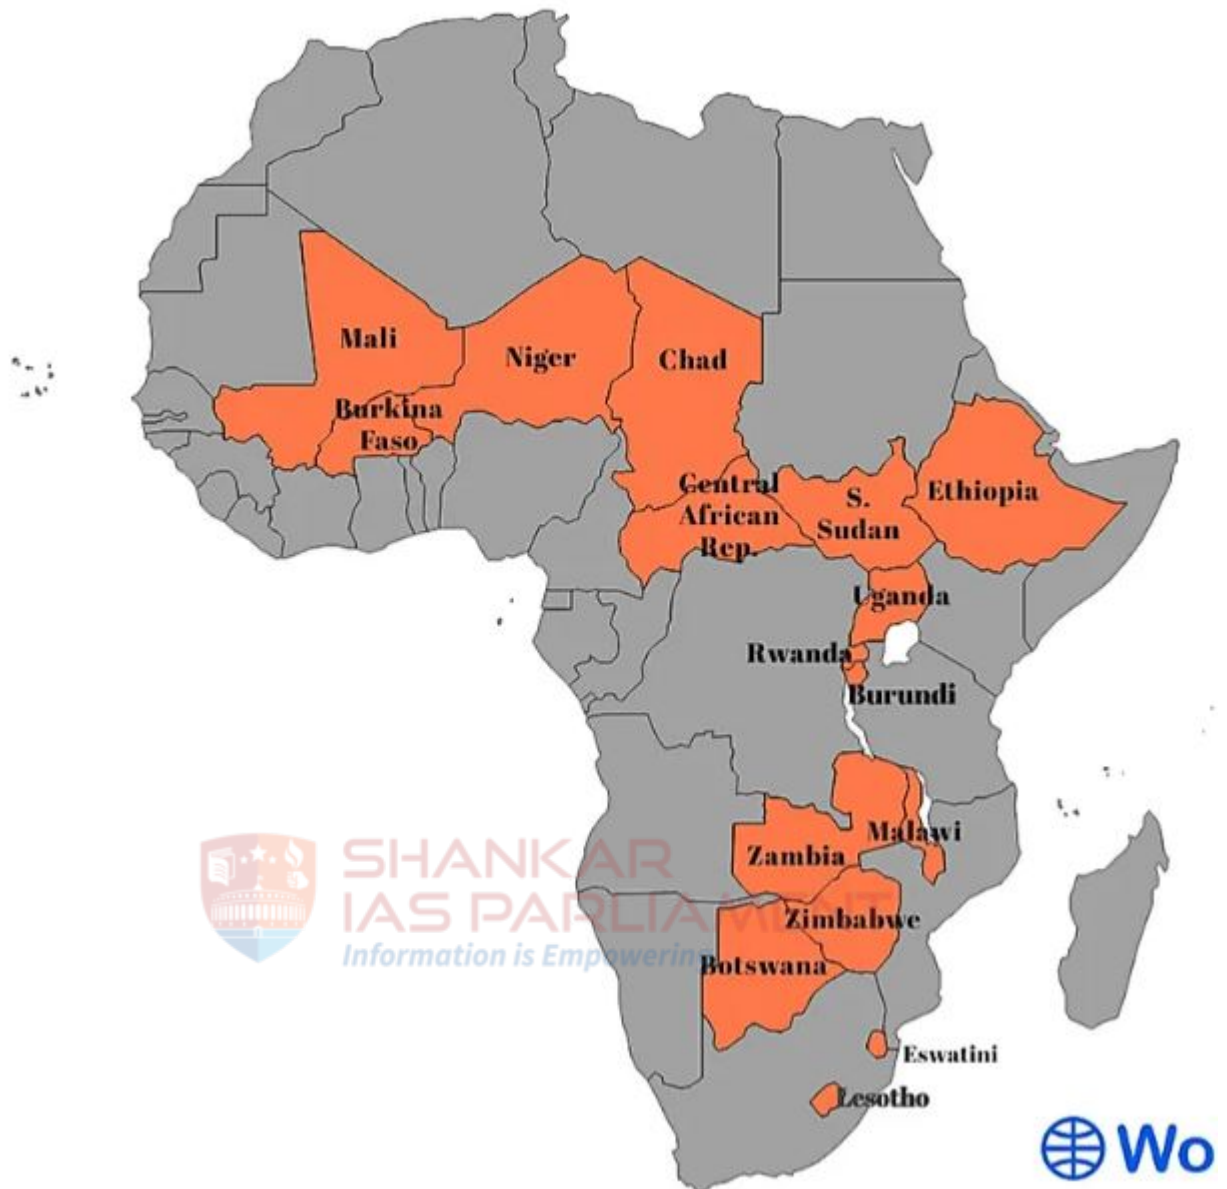 Mali
Niger
Chad
Burkina
Faso
Central
African
Rep.
S.
Sudan
Ethiopia
Uganda
Rwanda
Burundi
Malawi
Zambia
SHANKAR
IAS PARLIAMENT
Information is Empowering
Zimbabwe
Botswana
Eswatini
Lesotho
Wo